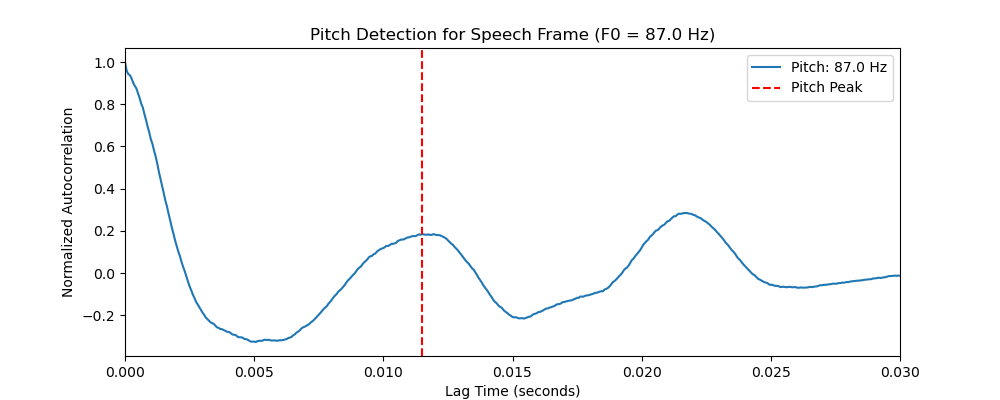 Pitch Detection for Speech Frame (F0 = 87.0 Hz)
Pitch: 87.0 Hz
Pitch Peak
Normalized Autocorrelation
1.0
0.8
0.6
0.4
0.2
0.0
−0.2
0.000 0.005 0.010 0.015 0.020 0.025 0.030
Lag Time (seconds)